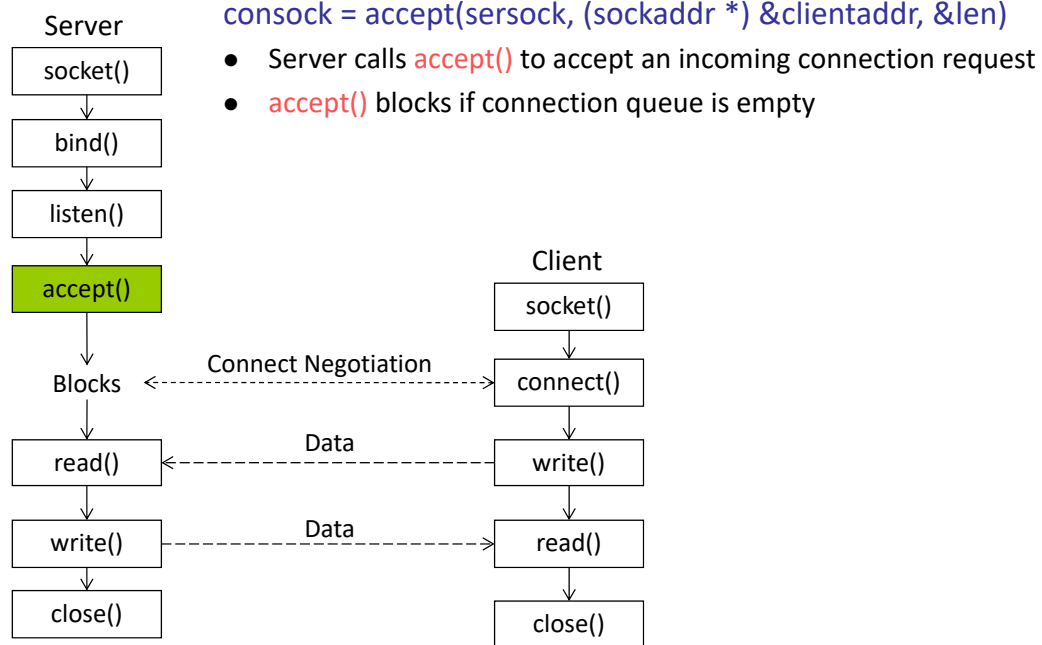 consock = accept(sersock, (sockaddr *) &clientaddr, &len)
● Server calls accept() to accept an incoming connection request
● accept() blocks if connection queue is empty
Server
socket()
bind()
listen()
accept()
Blocks
read()
write()
close()
Connect Negotiation
Data
Data
Client
socket()
connect()
write()
read()
close()